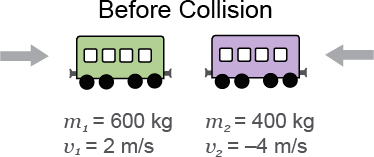 Before Collision
m₁ = 600 kg m₂ = 400 kg
v₁ = 2 m/s v₂ = –4 m/s